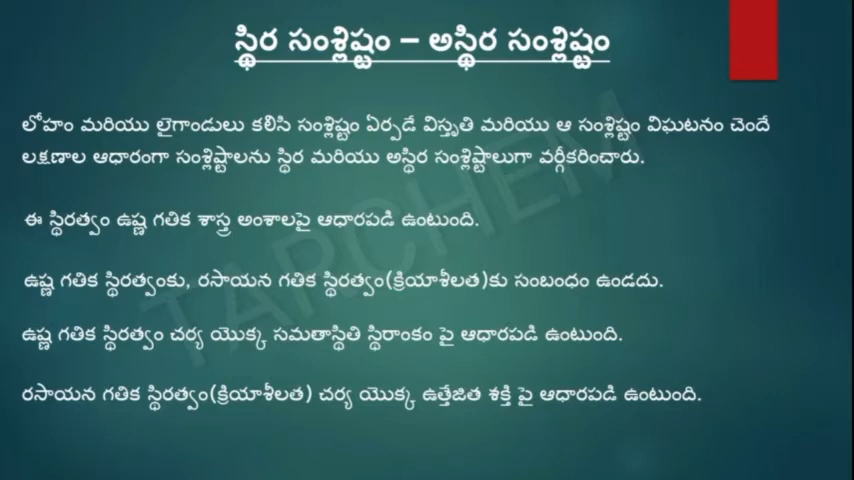 స్థిర సంశ్లిష్టం – అస్థిర సంశ్లిష్టం
లోహం మరియు లైగాండులు కలిసి సంశ్లిష్టం ఏర్పడే విస్తృతి మరియు ఆ సంశ్లిష్టం విఘటనం చెందే
లక్షణాల ఆధారంగా సంశ్లిష్టాలను స్థిర మరియు అస్థిర సంశ్లిష్టాలుగా వర్గీకరించారు.
ఈ స్థిరత్వం ఉష్ణ గతిక శాస్త్ర అంశాలపై ఆధారపడి ఉంటుంది.
ఉష్ణ గతిక స్థిరత్వంకు, రసాయన గతిక స్థిరత్వం(క్రియాశీలత)కు సంబంధం ఉండదు.
ఉష్ణ గతిక స్థిరత్వం చర్య యొక్క సమతాస్థితి స్థిరాంకం పై ఆధారపడి ఉంటుంది.
రసాయన గతిక స్థిరత్వం(క్రియాశీలత) చర్య యొక్క ఉత్తేజిత శక్తి పై ఆధారపడి ఉంటుంది.
TARCHEM